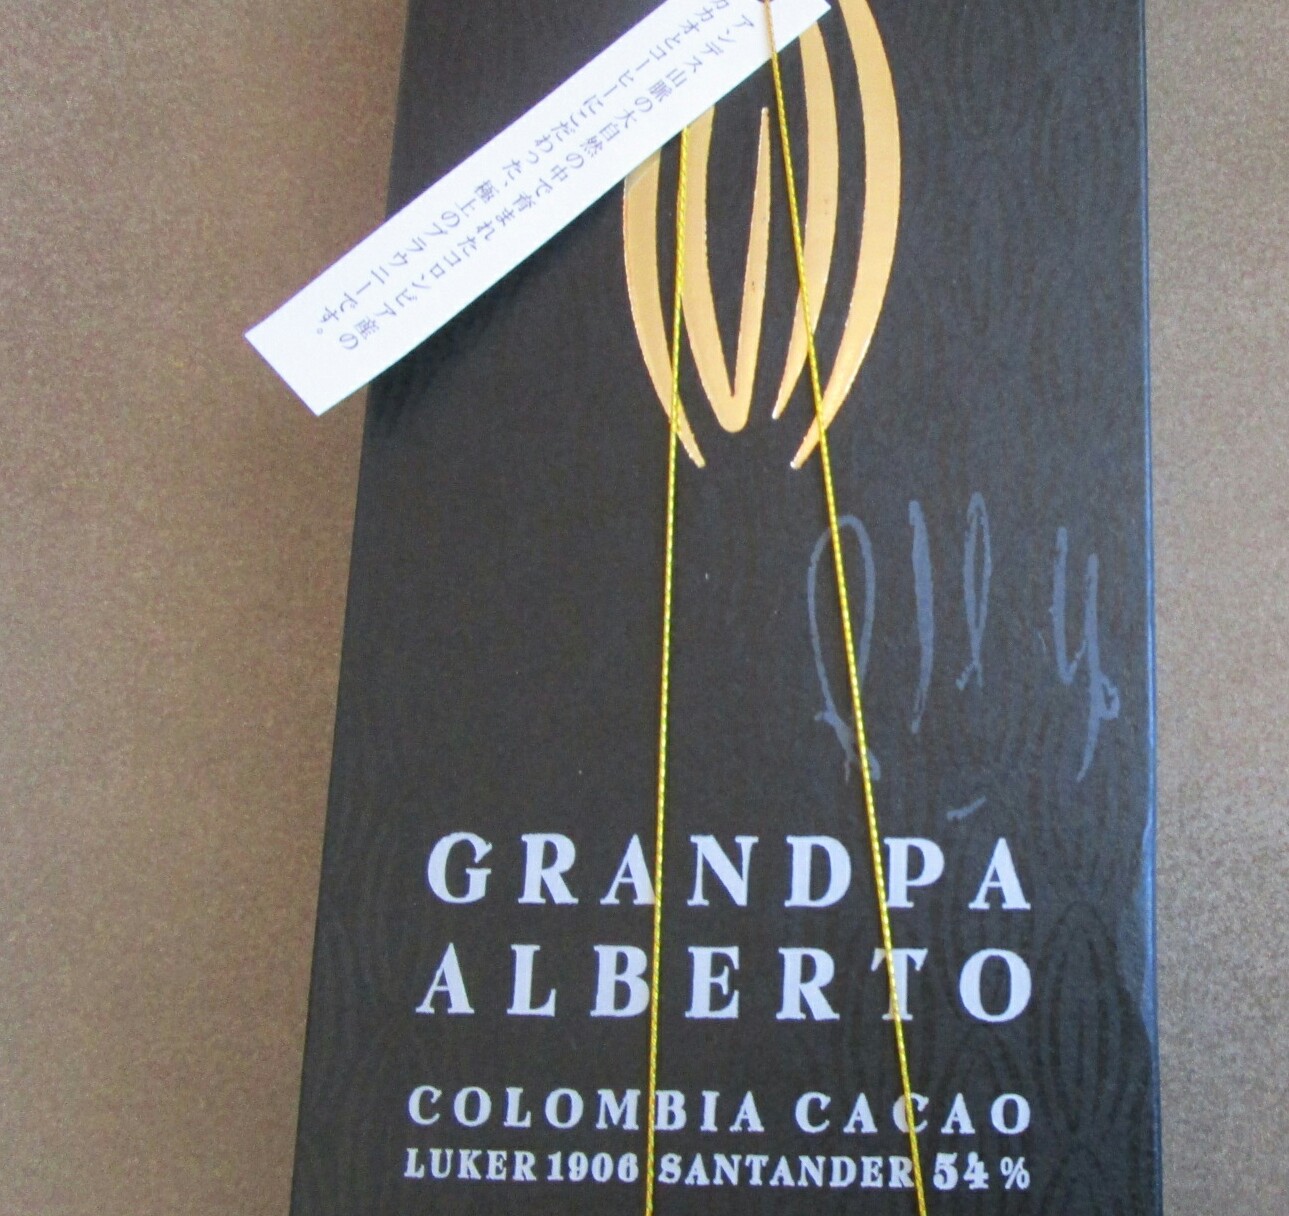 アンデス山脈の大自然の中で育まれたコロンビア産の
カカオとコーヒーにこだわった、極上のブラウニーです。
GRANDPA
ALBERTO
COLOMBIA CACAO
LUKER 1906 SANTANDER 54%